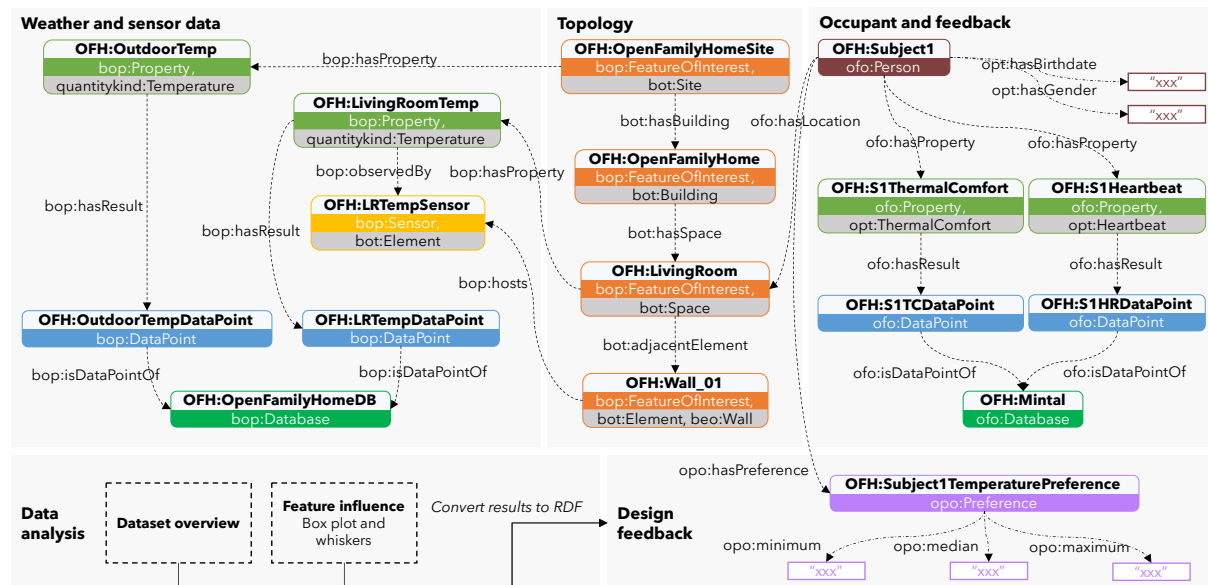 Weather and sensor data
OFH:OutdoorTemp
bop:Property,
quantitykind:Temperature
bop:hasProperty
OFH:LivingRoomTemp
bop:Property,
quantitykind:Temperature
bop:observedBy
bop:hasProperty
OFH:LRTempSensor
bop:Sensor,
bot:Element
bop:hasResult
bop:hasResult
bop:hosts
OFH:OutdoorTempDataPoint
bop:DataPoint
OFH:LRTempDataPoint
bop:DataPoint
bop:isDataPointOf
bop:isDataPointOf
OFH:OpenFamilyHomeDB
bop:Database
Topology
OFH:OpenFamilyHomeSite
bop:FeatureOfInterest,
bot:Site
bot:hasBuilding
ofo:hasLocation
OFH:OpenFamilyHome
bop:FeatureOfInterest,
bot:Building
bot:hasSpace
OFH:LivingRoom
bop:FeatureOfInterest,
bot:Space
bot:adjacentElement
OFH:Wall_01
bop:FeatureOfInterest,
bot:Element, beo:Wall
Occupant and feedback
OFH:Subject1
ofo:Person
opt:hasBirthdate
"xxx"
opt:hasGender
"xxx"
ofo:hasProperty
ofo:hasProperty
OFH:S1ThermalComfort
ofo:Property,
opt:ThermalComfort
OFH:S1Heartbeat
ofo:Property,
opt:Heartbeat
ofo:hasResult
ofo:hasResult
OFH:S1TCDataPoint
ofo:DataPoint
OFH:S1HRDataPoint
ofo:DataPoint
ofo:isDataPointOf
ofo:isDataPointOf
OFH:Mintal
ofo:Database
Data
analysis
Dataset overview
Feature influence
Box plot and
whiskers
Convert results to RDF
Design
feedback
opo:hasPreference
OFH:Subject1TemperaturePreference
opo:Preference
opo:minimum
opo:median
opo:maximum
"xxx"
"xxx"
"xxx"